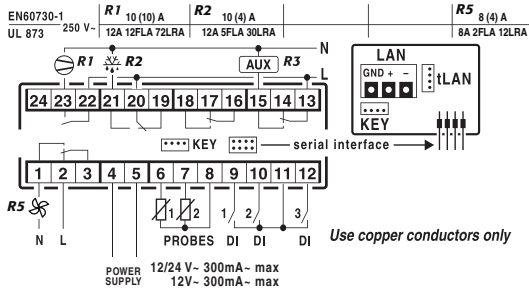 EN60730-1 250 V~ R1 10 (10) A R2 10 (4) A R5 8 (4) A
UL 873 12A 12FLA 72LRA 12A 5FLA 30LRA 8A 2FLA 12LRA
N
R1 R2 AUX R3
L
24 23 22 21 20 19 18 17 16 15 14 13
LAN
GND + -
tLAN
KEY
KEY serial interface
1 2 3 4 5 6 7 8 9 10 11 12
R5 1 2 1 2 3
N L PROBES DI DI DI
Use copper conductors only
POWER SUPPLY 12/24 V~ 300mA~ max
12V~ 300mA~ max